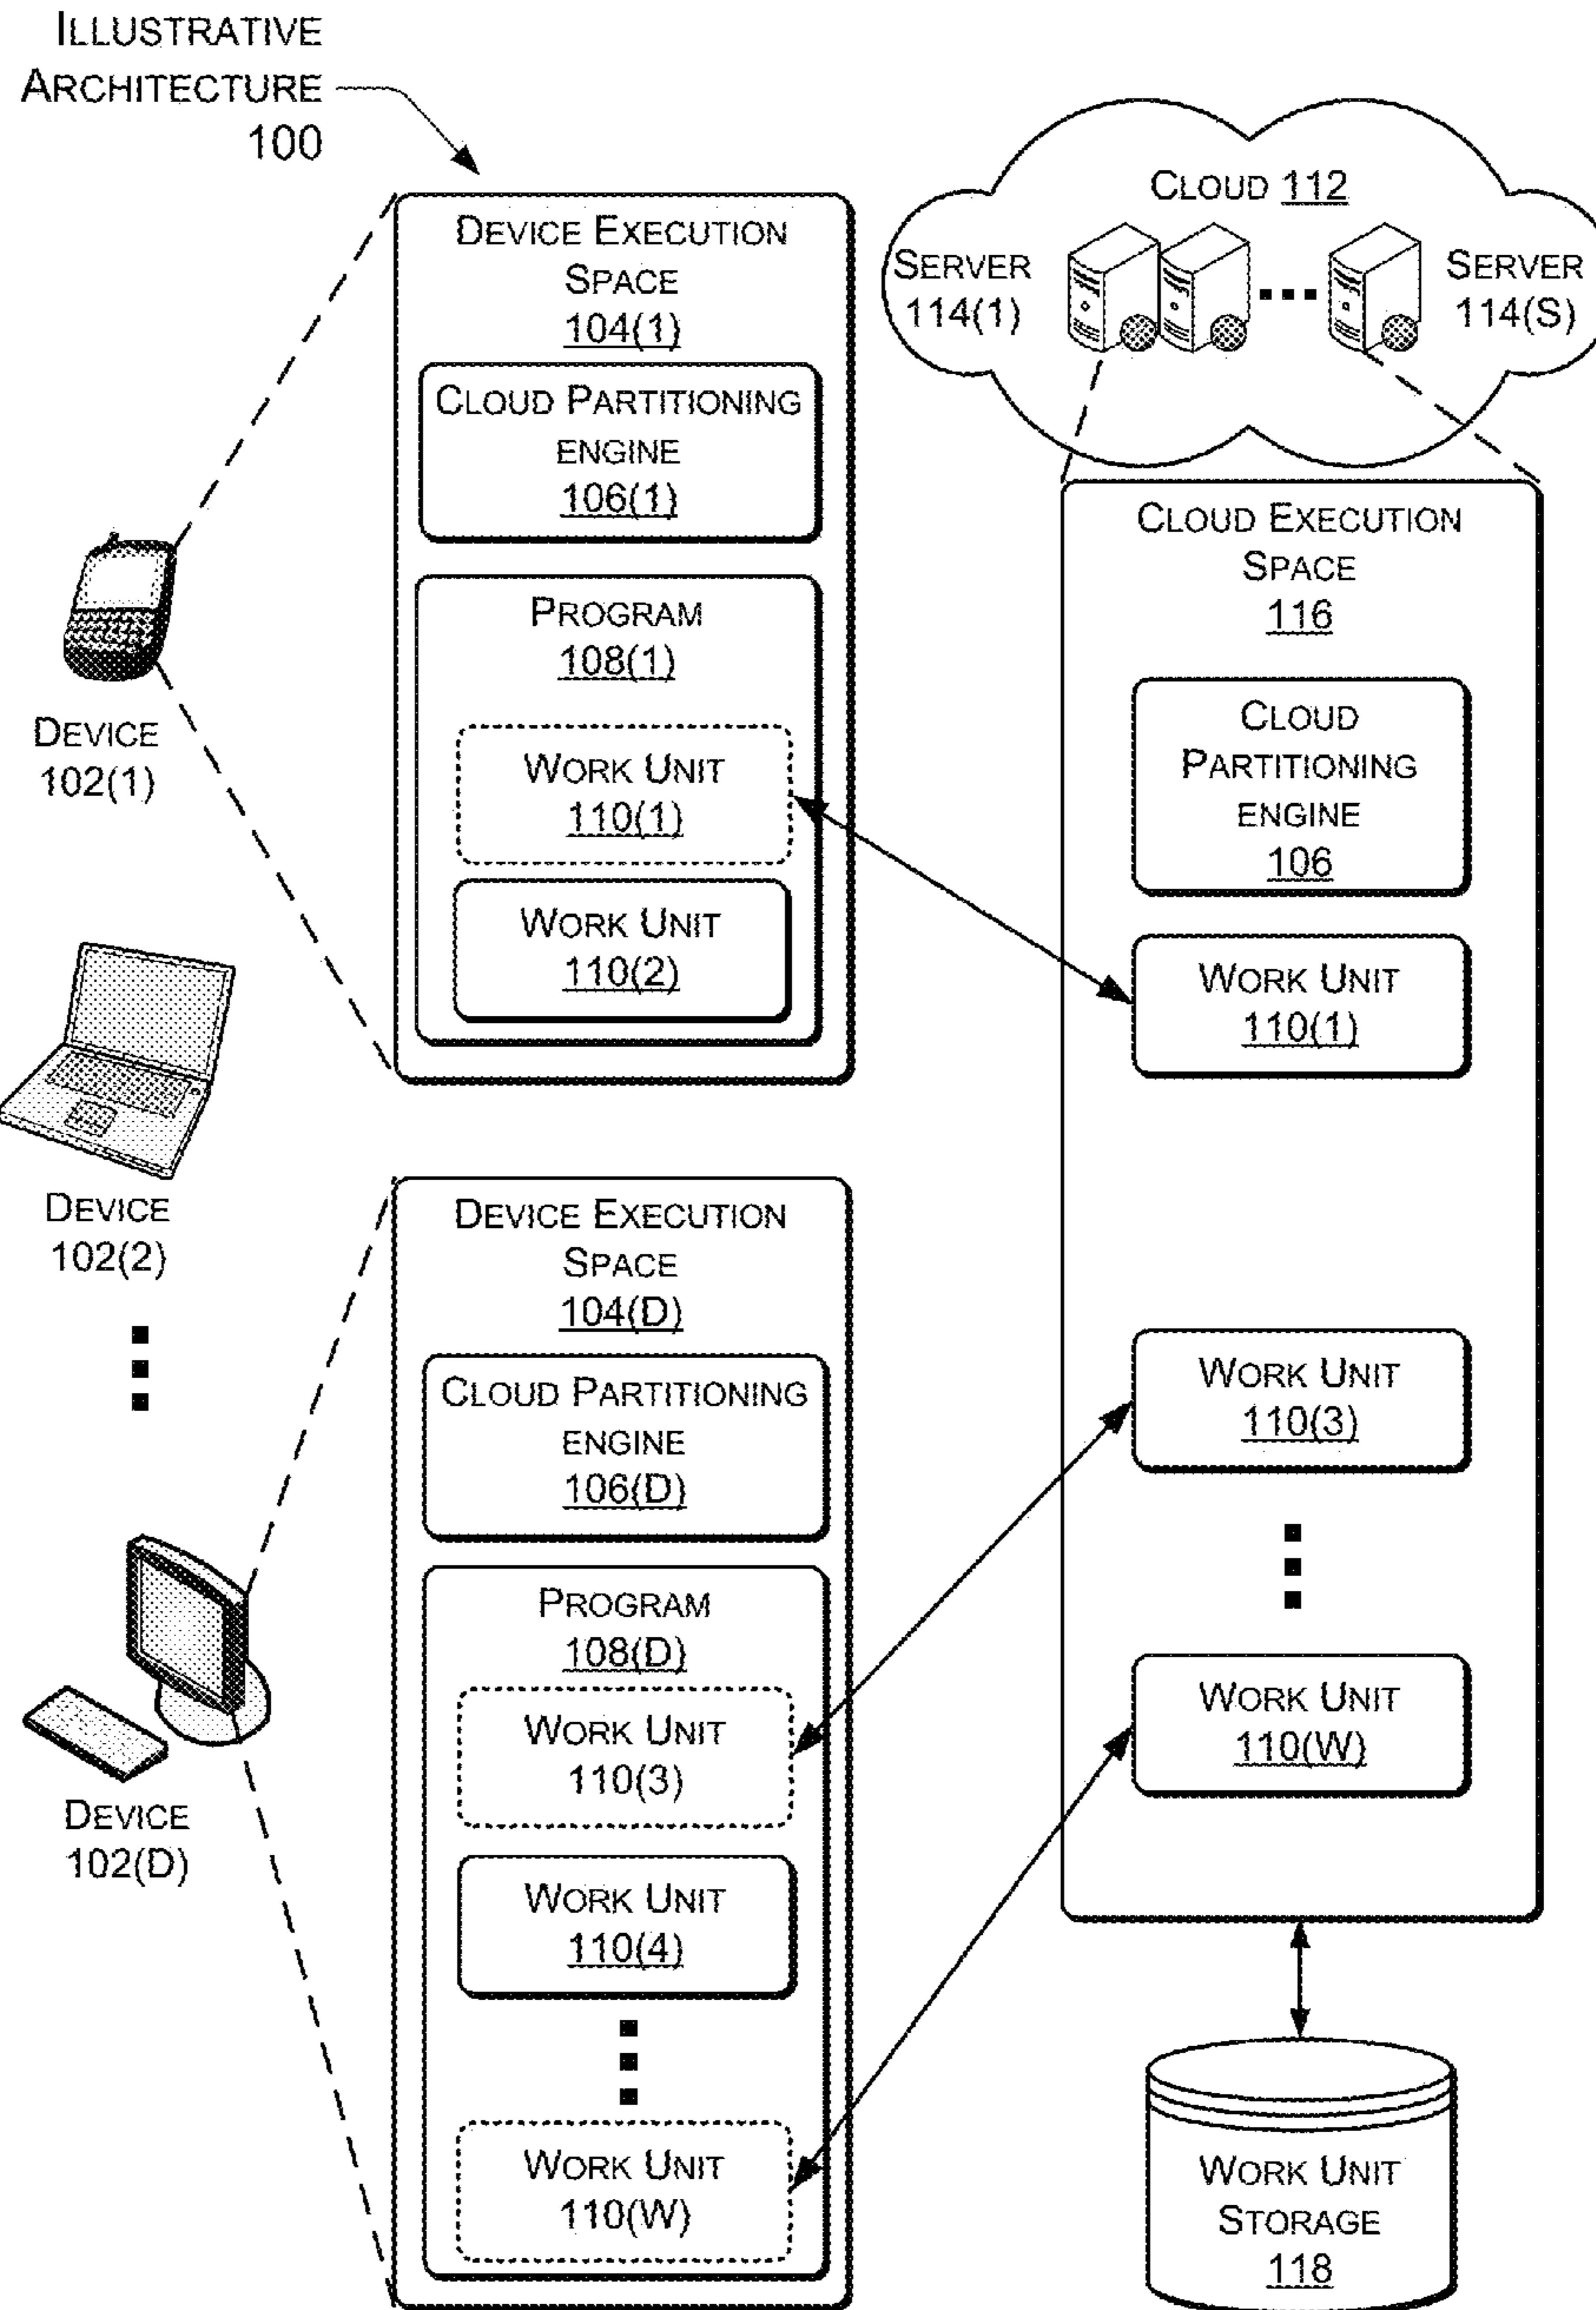 ILLUSTRATIVE
ARCHITECTURE
100
DEVICE EXECUTION
SPACE
104(1)
CLOUD PARTITIONING
ENGINE
106(1)
PROGRAM
108(1)
WORK UNIT
110(1)
WORK UNIT
110(2)
DEVICE
102(1)
DEVICE
102(2)
DEVICE EXECUTION
SPACE
104(D)
CLOUD PARTITIONING
ENGINE
106(D)
PROGRAM
108(D)
WORK UNIT
110(3)
WORK UNIT
110(4)
WORK UNIT
110(W)
DEVICE
102(D)
CLOUD 112
SERVER
114(1)
SERVER
114(S)
CLOUD EXECUTION
SPACE
116
CLOUD
PARTITIONING
ENGINE
106
WORK UNIT
110(1)
WORK UNIT
110(3)
WORK UNIT
110(W)
WORK UNIT
STORAGE
118